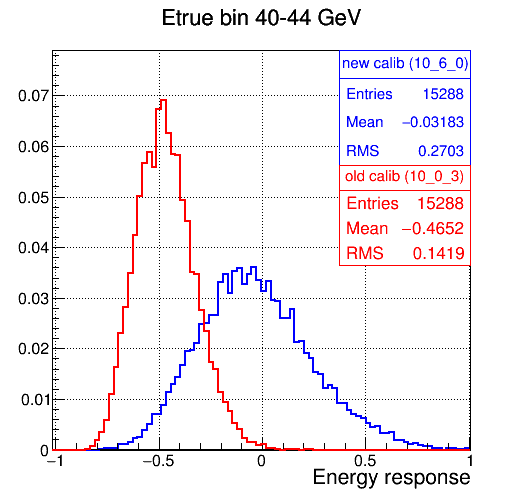 Etrue bin 40-44 GeV
new calib (10_6_0)
Entries 15288
Mean −0.03183
RMS 0.2703
old calib (10_0_3)
Entries 15288
Mean −0.4652
RMS 0.1419
0.07
0.06
0.05
0.04
0.03
0.02
0.01
0
−1 −0.5 0 0.5 1
Energy response